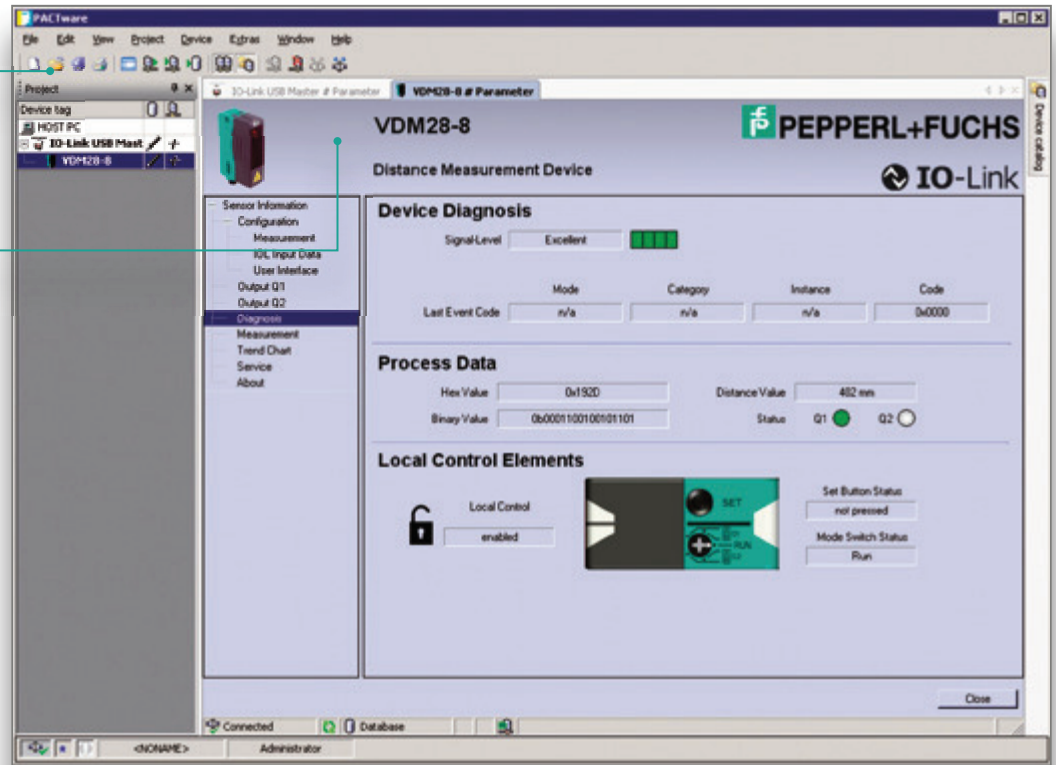 PACTware
File Edit View Project Device Extras Window Help
Project
IO-Link USB Master # Parameter VDM28-8 # Parameter
Device tag
HOST PC
IO-Link USB Mast
VDM28-8
Device catalog
VDM28-8
PEPPERL+FUCHS
Distance Measurement Device
IO-Link
Sensor Information
Configuration
Measurement
IOL Input Data
User Interface
Output Q1
Output Q2
Diagnosis
Measurement
Trend Chart
Service
About
Device Diagnosis
Signal-Level Excellent
Mode Category Instance Code
Last Event Code n/a n/a n/a 0x0000
Process Data
Hex Value 0x192D Distance Value 402 mm
Binary Value 0b0001100100101101 Status Q1 Q2
Local Control Elements
Local Control
enabled
SET
RUN
Set Button Status
not pressed
Mode Switch Status
Run
Close
Connected Database
<NONAME> Administrator